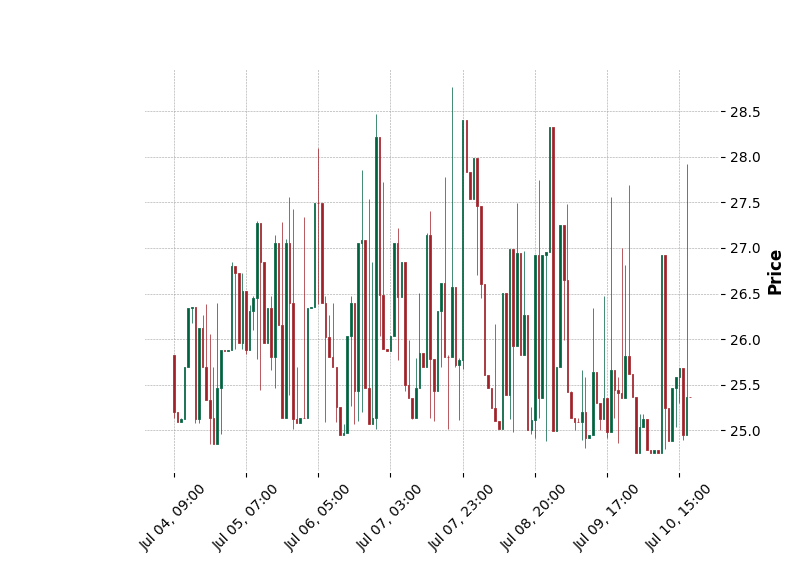 28.5
28.0
27.5
27.0
26.5
26.0
25.5
25.0
Price
Jul 04, 09:00
Jul 05, 07:00
Jul 06, 05:00
Jul 07, 03:00
Jul 07, 23:00
Jul 08, 20:00
Jul 09, 17:00
Jul 10, 15:00